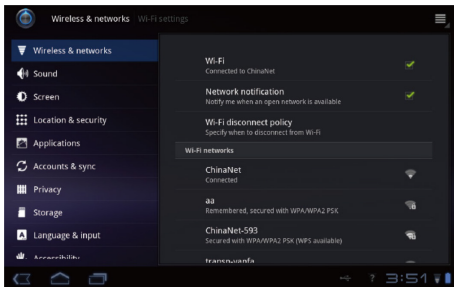 Wireless & networks Wi-Fi settings
Wireless & networks
Sound
Screen
Location & security
Applications
Accounts & sync
Privacy
Storage
Language & input
Accessibility
Wi-Fi
Connected to ChinaNet
Network notification
Notify me when an open network is available
Wi-Fi disconnect policy
Specify when to disconnect from Wi-Fi
Wi-Fi networks
ChinaNet
Connected
aa
Remembered, secured with WPA/WPA2 PSK
ChinaNet-593
Secured with WPA/WPA2 PSK (WPS available)
? 3:51